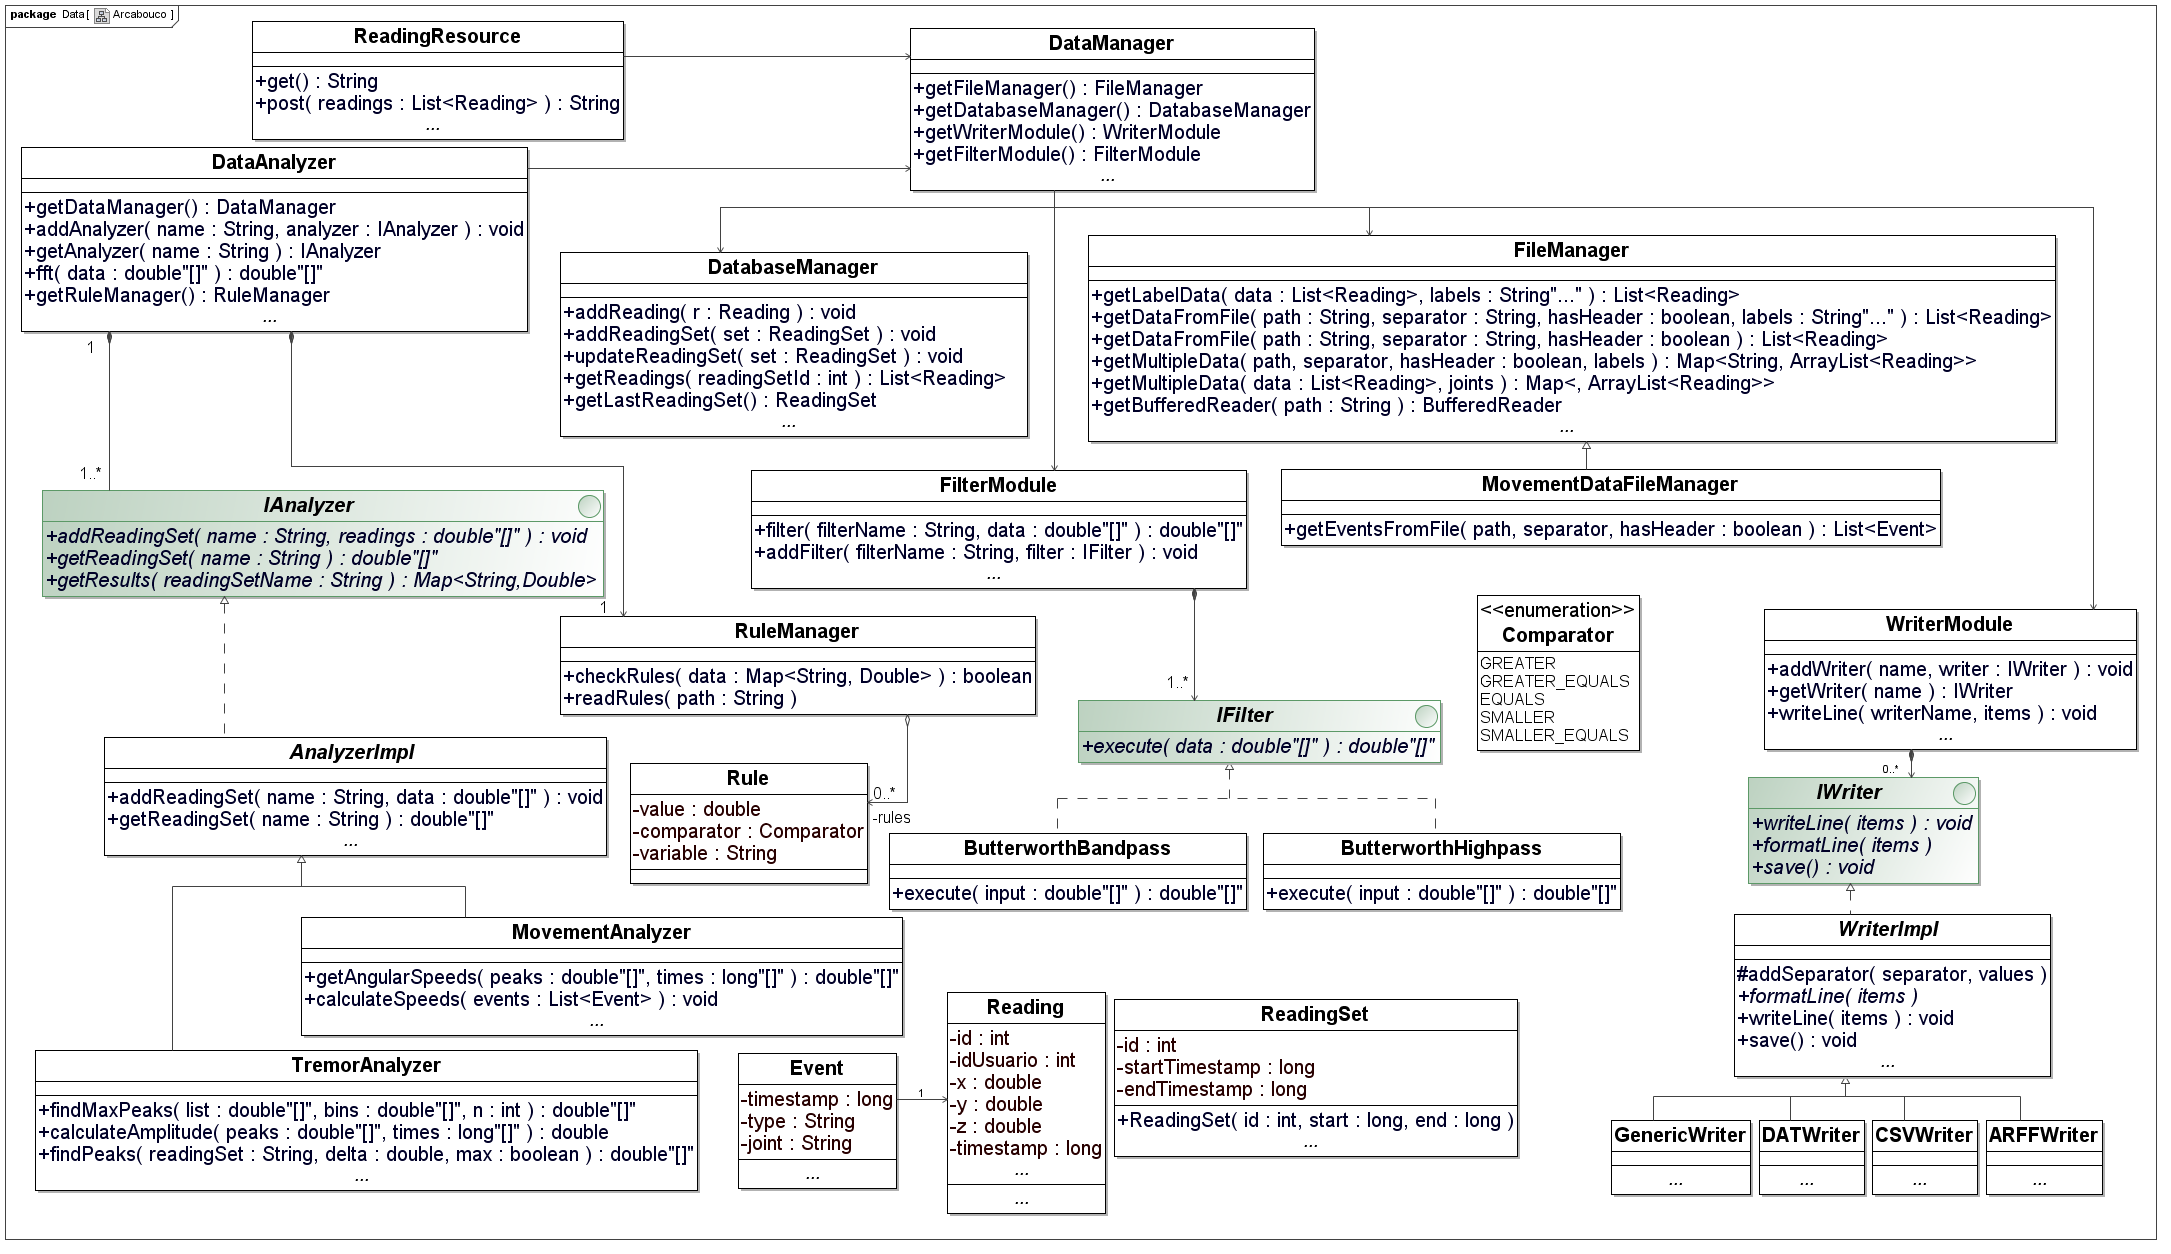 package Data[ Arcabouco ]
ReadingResource
+get() : String
+post( readings : List<Reading> ) : String
...
DataManager
+getFileManager() : FileManager
+getDatabaseManager() : DatabaseManager
+getWriterModule() : WriterModule
+getFilterModule() : FilterModule
...
DataAnalyzer
+getDataManager() : DataManager
+addAnalyzer( name : String, analyzer : IAnalyzer ) : void
+getAnalyzer( name : String ) : IAnalyzer
+fft( data : double"[]" ) : double"[]"
+getRuleManager() : RuleManager
...
1
1..*
1
DatabaseManager
+addReading( r : Reading ) : void
+addReadingSet( set : ReadingSet ) : void
+updateReadingSet( set : ReadingSet ) : void
+getReadings( readingSetId : int ) : List<Reading>
+getLastReadingSet() : ReadingSet
...
FileManager
+getLabelData( data : List<Reading>, labels : String"..." ) : List<Reading>
+getDataFromFile( path : String, separator : String, hasHeader : boolean, labels : String"..." ) : List<Reading>
+getDataFromFile( path : String, separator : String, hasHeader : boolean ) : List<Reading>
+getMultipleData( path, separator, hasHeader : boolean, labels ) : Map<String, ArrayList<Reading>>
+getMultipleData( data : List<Reading>, joints ) : Map<, ArrayList<Reading>>
+getBufferedReader( path : String ) : BufferedReader
...
IAnalyzer
+addReadingSet( name : String, readings : double"[]" ) : void
+getReadingSet( name : String ) : double"[]"
+getResults( readingSetName : String ) : Map<String,Double>
FilterModule
+filter( filterName : String, data : double"[]" ) : double"[]"
+addFilter( filterName : String, filter : IFilter ) : void
...
1..*
MovementDataFileManager
+getEventsFromFile( path, separator, hasHeader : boolean ) : List<Event>
RuleManager
+checkRules( data : Map<String, Double> ) : boolean
+readRules( path : String )
0..*
-rules
<<enumeration>>
Comparator
GREATER
GREATER_EQUALS
EQUALS
SMALLER
SMALLER_EQUALS
WriterModule
+addWriter( name, writer : IWriter ) : void
+getWriter( name ) : IWriter
+writeLine( writerName, items ) : void
...
0..*
IFilter
+execute( data : double"[]" ) : double"[]"
AnalyzerImpl
+addReadingSet( name : String, data : double"[]" ) : void
+getReadingSet( name : String ) : double"[]"
...
Rule
-value : double
-comparator : Comparator
-variable : String
ButterworthBandpass
+execute( input : double"[]" ) : double"[]"
ButterworthHighpass
+execute( input : double"[]" ) : double"[]"
IWriter
+writeLine( items ) : void
+formatLine( items )
+save() : void
MovementAnalyzer
+getAngularSpeeds( peaks : double"[]", times : long"[]" ) : double"[]"
+calculateSpeeds( events : List<Event> ) : void
...
WriterImpl
#addSeparator( separator, values )
+formatLine( items )
+writeLine( items ) : void
+save() : void
...
TremorAnalyzer
+findMaxPeaks( list : double"[]", bins : double"[]", n : int ) : double"[]"
+calculateAmplitude( peaks : double"[]", times : long"[]" ) : double
+findPeaks( readingSet : String, delta : double, max : boolean ) : double"[]"
...
Event
-timestamp : long
-type : String
-joint : String
...
1
Reading
-id : int
-idUsuario : int
-x : double
-y : double
-z : double
-timestamp : long
...
...
ReadingSet
-id : int
-startTimestamp : long
-endTimestamp : long
+ReadingSet( id : int, start : long, end : long )
...
GenericWriter
...
DATWriter
...
CSVWriter
...
ARFFWriter
...